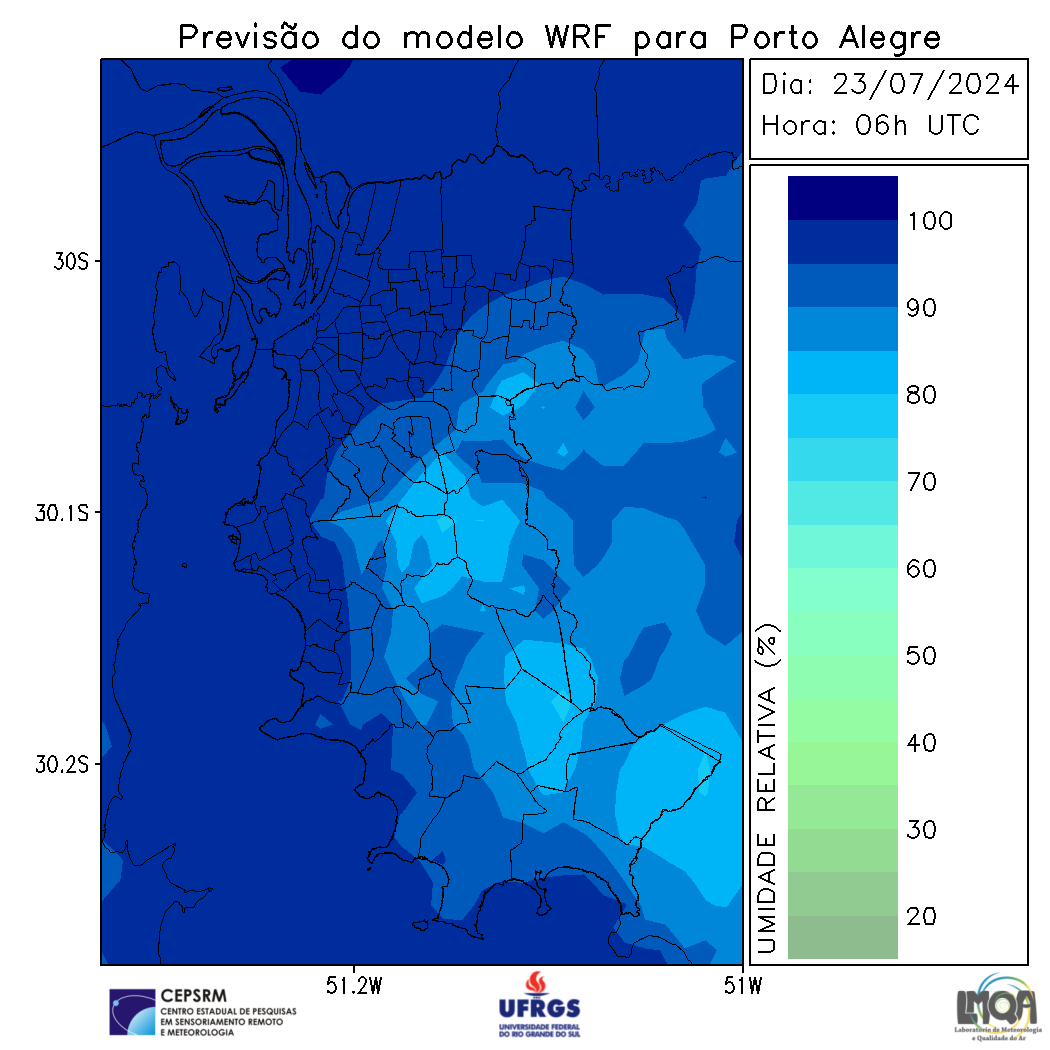 Previsão do modelo WRF para Porto Alegre
Dia: 23/07/2024
Hora: 06h UTC
30S
30.1S
30.2S
51.2W
51W
100
90
80
70
60
50
40
30
20
UMIDADE RELATIVA (%)
CEPSRM
CENTRO ESTADUAL DE PESQUISAS
EM SENSORIAMENTO REMOTO
E METEOROLOGIA
UFRGS
UNIVERSIDADE FEDERAL
DO RIO GRANDE DO SUL
LMQA
Laboratório de Meteorologia
e Qualidade do Ar